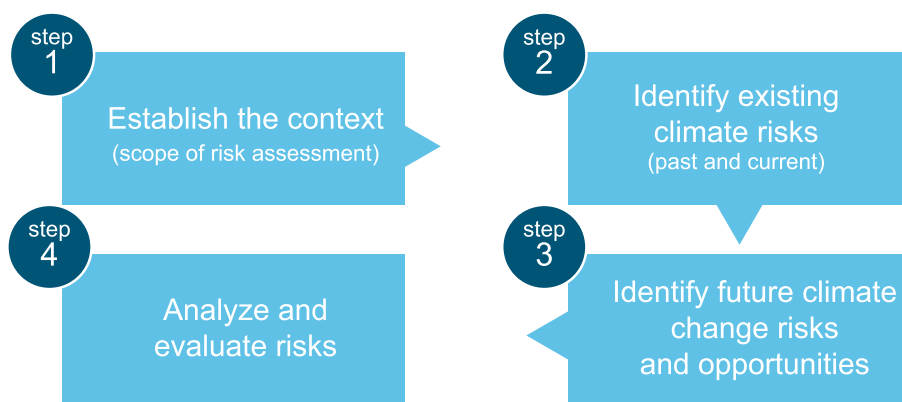 step
1
Establish the context
(scope of risk assessment)
step
2
Identify existing
climate risks
(past and current)
step
3
Identify future climate
change risks
and opportunities
step
4
Analyze and
evaluate risks